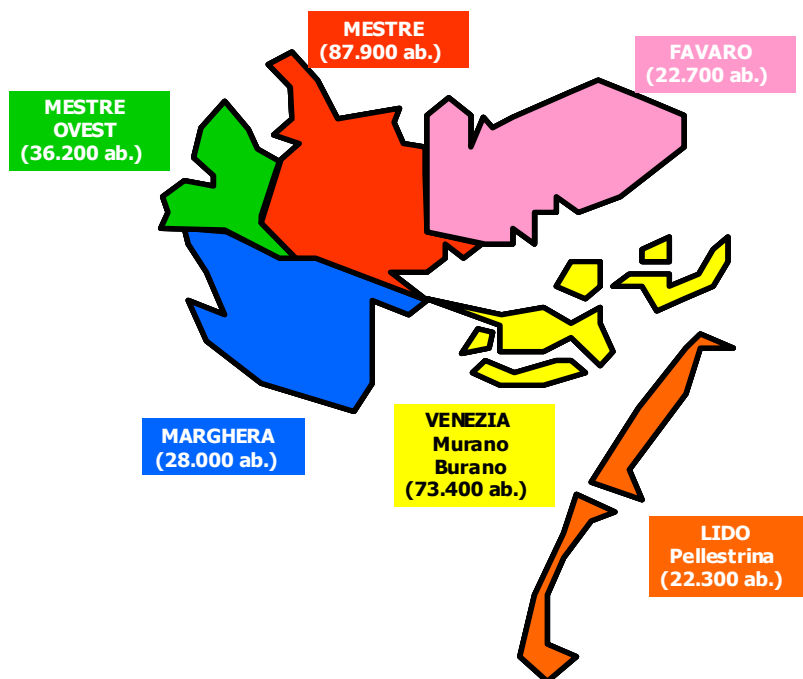 MESTRE
(87.900 ab.)
FAVARO
(22.700 ab.)
MESTRE
OVEST
(36.200 ab.)
MARGHERA
(28.000 ab.)
VENEZIA
Murano
Burano
(73.400 ab.)
LIDO
Pellestrina
(22.300 ab.)